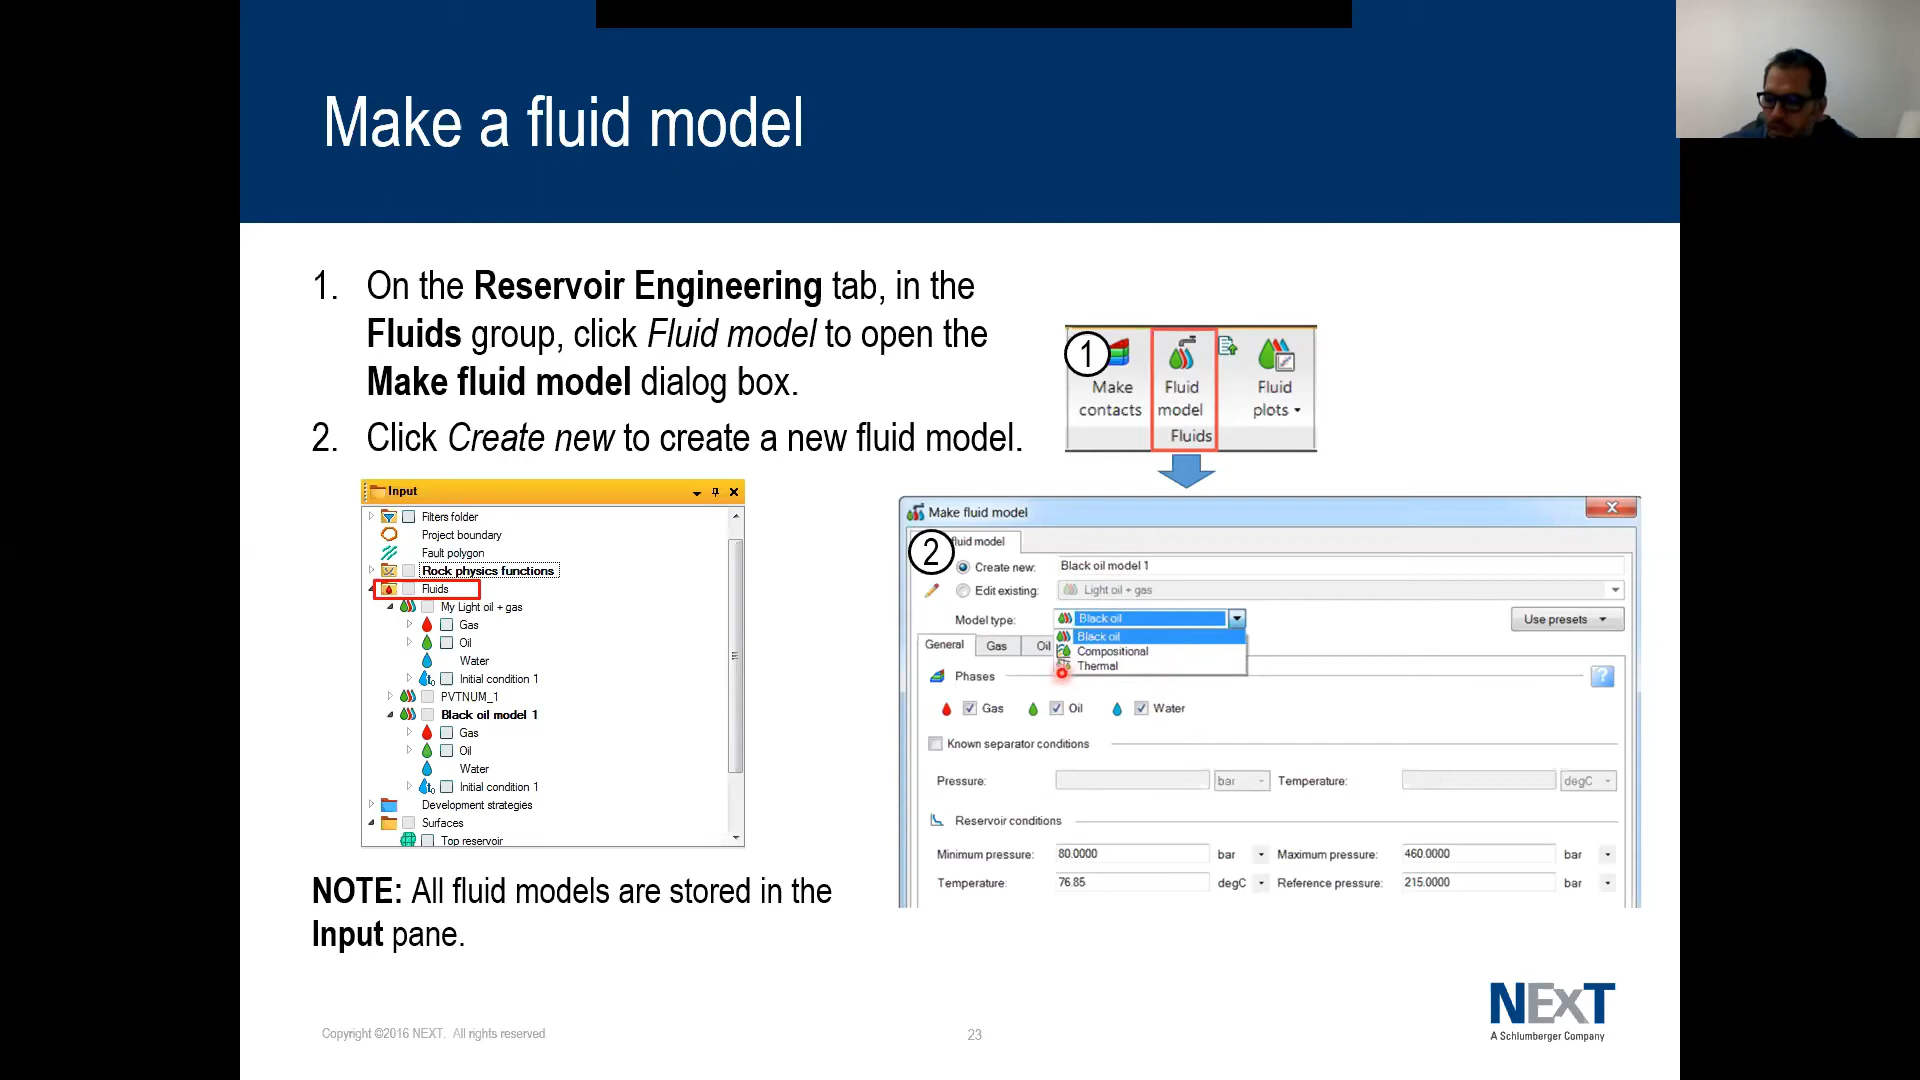 Make a fluid model
1. On the Reservoir Engineering tab, in the
Fluids group, click Fluid model to open the
Make fluid model dialog box.
2. Click Create new to create a new fluid model.
1
Make
contacts
Fluid
model
Fluid
plots
Fluids
Input
Filters folder
Project boundary
Fault polygon
Rock physics functions
Fluids
My Light oil + gas
Gas
Oil
Water
Initial condition 1
PVTNUM_1
Black oil model 1
Gas
Oil
Water
Initial condition 1
Development strategies
Surfaces
Top reservoir
NOTE: All fluid models are stored in the
Input pane.
Make fluid model
2
fluid model
Create new: Black oil model 1
Edit existing: Light oil + gas
Model type: Black oil
Use presets
Black oil
Compositional
Thermal
General Gas Oil
Phases
Gas Oil Water
Known separator conditions
Pressure: bar Temperature: degC
Reservoir conditions
Minimum pressure: 80.0000 bar Maximum pressure: 460.0000 bar
Temperature: 76.85 degC Reference pressure: 215.0000 bar
Copyright ©2016 NEXT. All rights reserved
23
NEXT
A Schlumberger Company